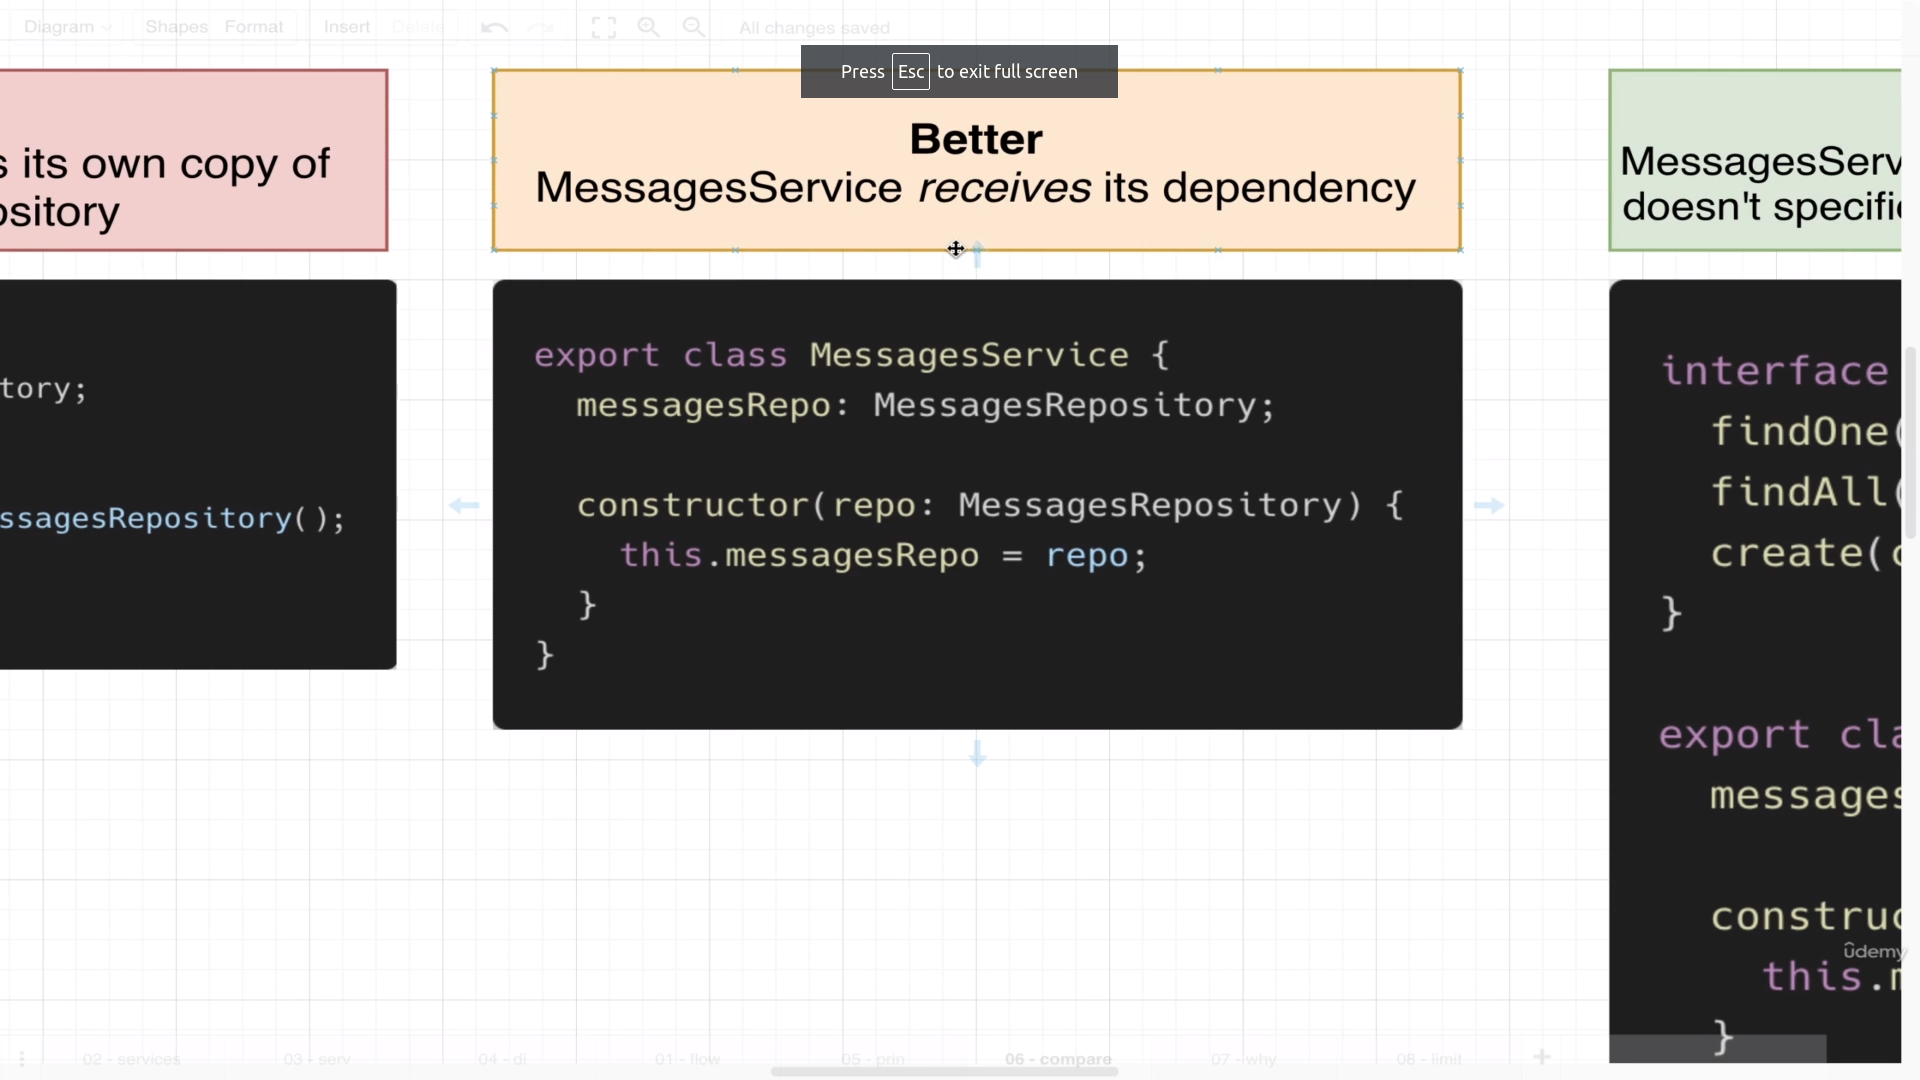 Diagram
Shapes
Format
Insert
Delete
All changes saved
Press Esc to exit full screen
s its own copy of
ository
Better
MessagesService receives its dependency
MessagesServ
doesn't specific
tory;
ssagesRepository();
export class MessagesService {
messagesRepo: MessagesRepository;
constructor(repo: MessagesRepository) {
this.messagesRepo = repo;
}
}
interface
findOne(
findAll(
create(c
}
export cla
messages
construc
this.m
}
ûdemy
02 - services
03 - serv
04 - di
01 - flow
05 - prin
06 - compare
07 - why
08 - limit